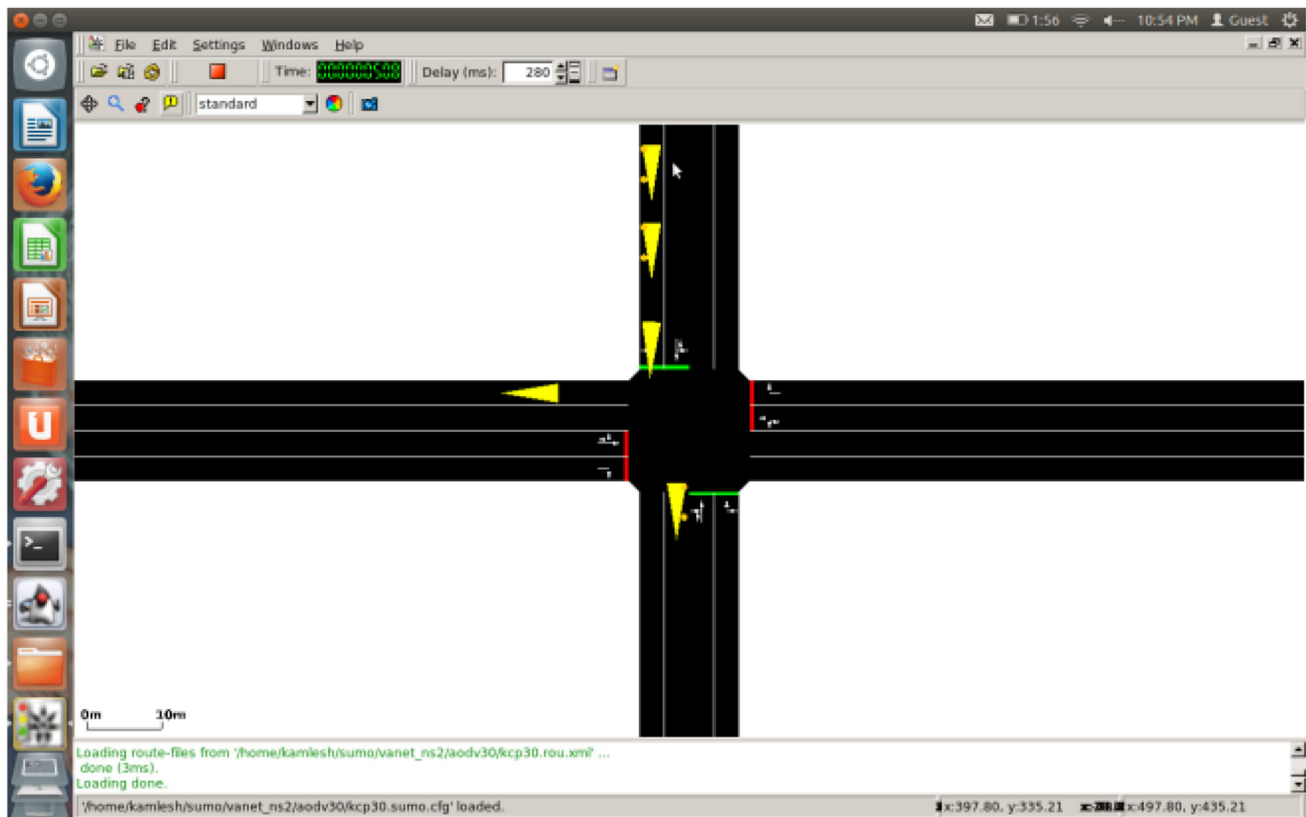 1:56 10:54 PM Guest
File Edit Settings Windows Help
Time: 000000508 Delay (ms): 280
standard
0m 10m
Loading route-files from '/home/kamlesh/sumo/vanet_ns2/aodv30/kcp30.rou.xml' ...
done (3ms).
Loading done.
'/home/kamlesh/sumo/vanet_ns2/aodv30/kcp30.sumo.cfg' loaded. x:397.80, y:335.21 x:497.80, y:435.21